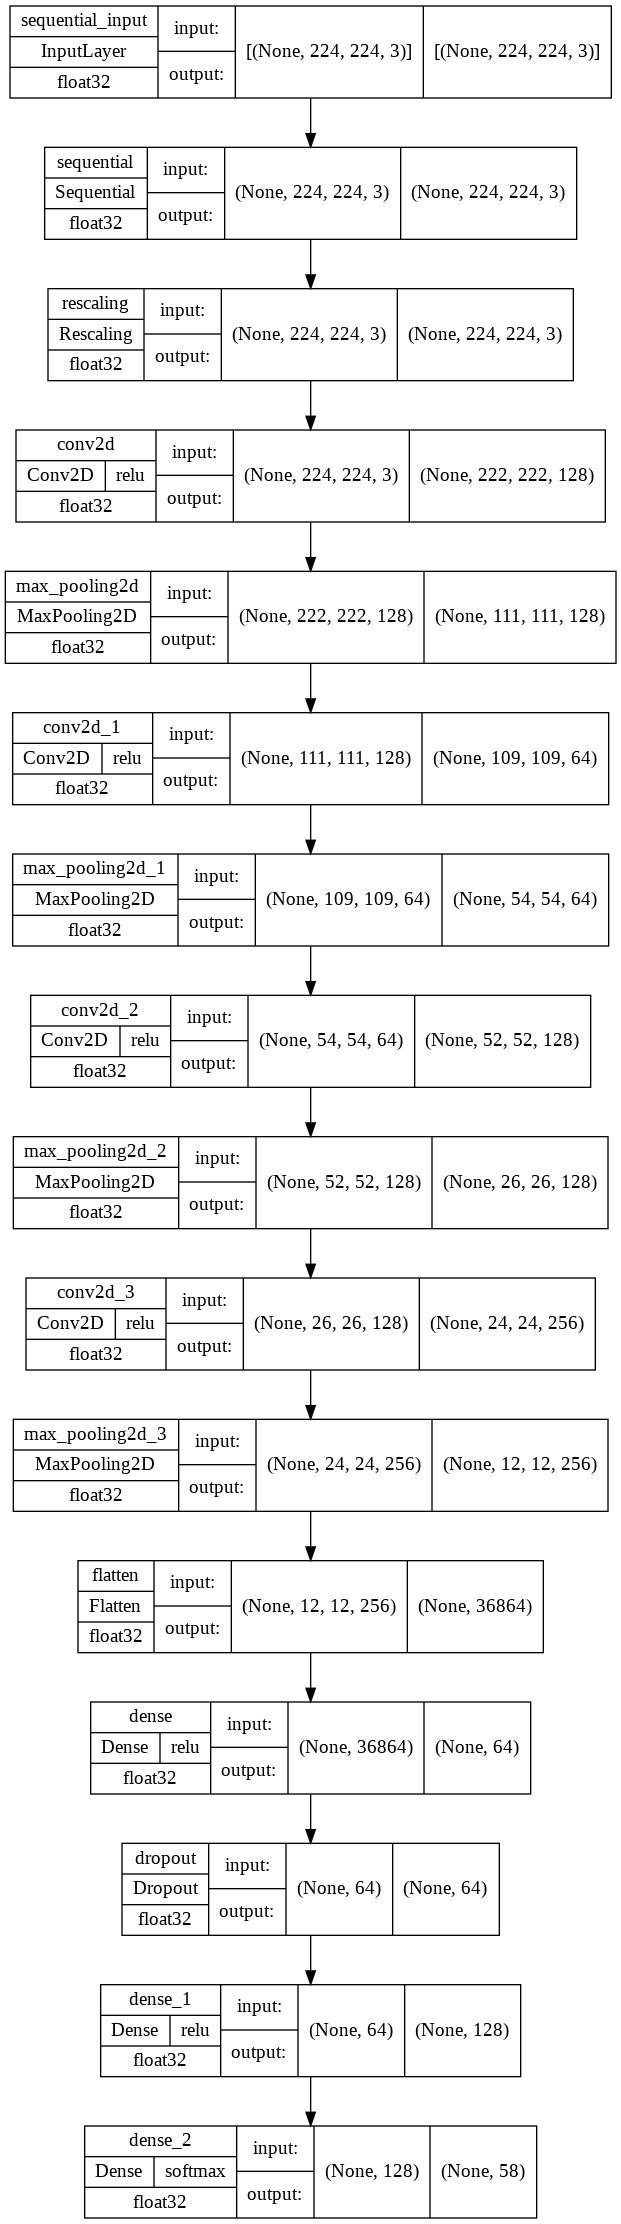 sequential_input
InputLayer
float32
input:
output:
[(None, 224, 224, 3)]
[(None, 224, 224, 3)]
sequential
Sequential
float32
input:
output:
(None, 224, 224, 3)
(None, 224, 224, 3)
rescaling
Rescaling
float32
input:
output:
(None, 224, 224, 3)
(None, 224, 224, 3)
conv2d
Conv2D relu
float32
input:
output:
(None, 224, 224, 3)
(None, 222, 222, 128)
max_pooling2d
MaxPooling2D
float32
input:
output:
(None, 222, 222, 128)
(None, 111, 111, 128)
conv2d_1
Conv2D relu
float32
input:
output:
(None, 111, 111, 128)
(None, 109, 109, 64)
max_pooling2d_1
MaxPooling2D
float32
input:
output:
(None, 109, 109, 64)
(None, 54, 54, 64)
conv2d_2
Conv2D relu
float32
input:
output:
(None, 54, 54, 64)
(None, 52, 52, 128)
max_pooling2d_2
MaxPooling2D
float32
input:
output:
(None, 52, 52, 128)
(None, 26, 26, 128)
conv2d_3
Conv2D relu
float32
input:
output:
(None, 26, 26, 128)
(None, 24, 24, 256)
max_pooling2d_3
MaxPooling2D
float32
input:
output:
(None, 24, 24, 256)
(None, 12, 12, 256)
flatten
Flatten
float32
input:
output:
(None, 12, 12, 256)
(None, 36864)
dense
Dense relu
float32
input:
output:
(None, 36864)
(None, 64)
dropout
Dropout
float32
input:
output:
(None, 64)
(None, 64)
dense_1
Dense relu
float32
input:
output:
(None, 64)
(None, 128)
dense_2
Dense softmax
float32
input:
output:
(None, 128)
(None, 58)